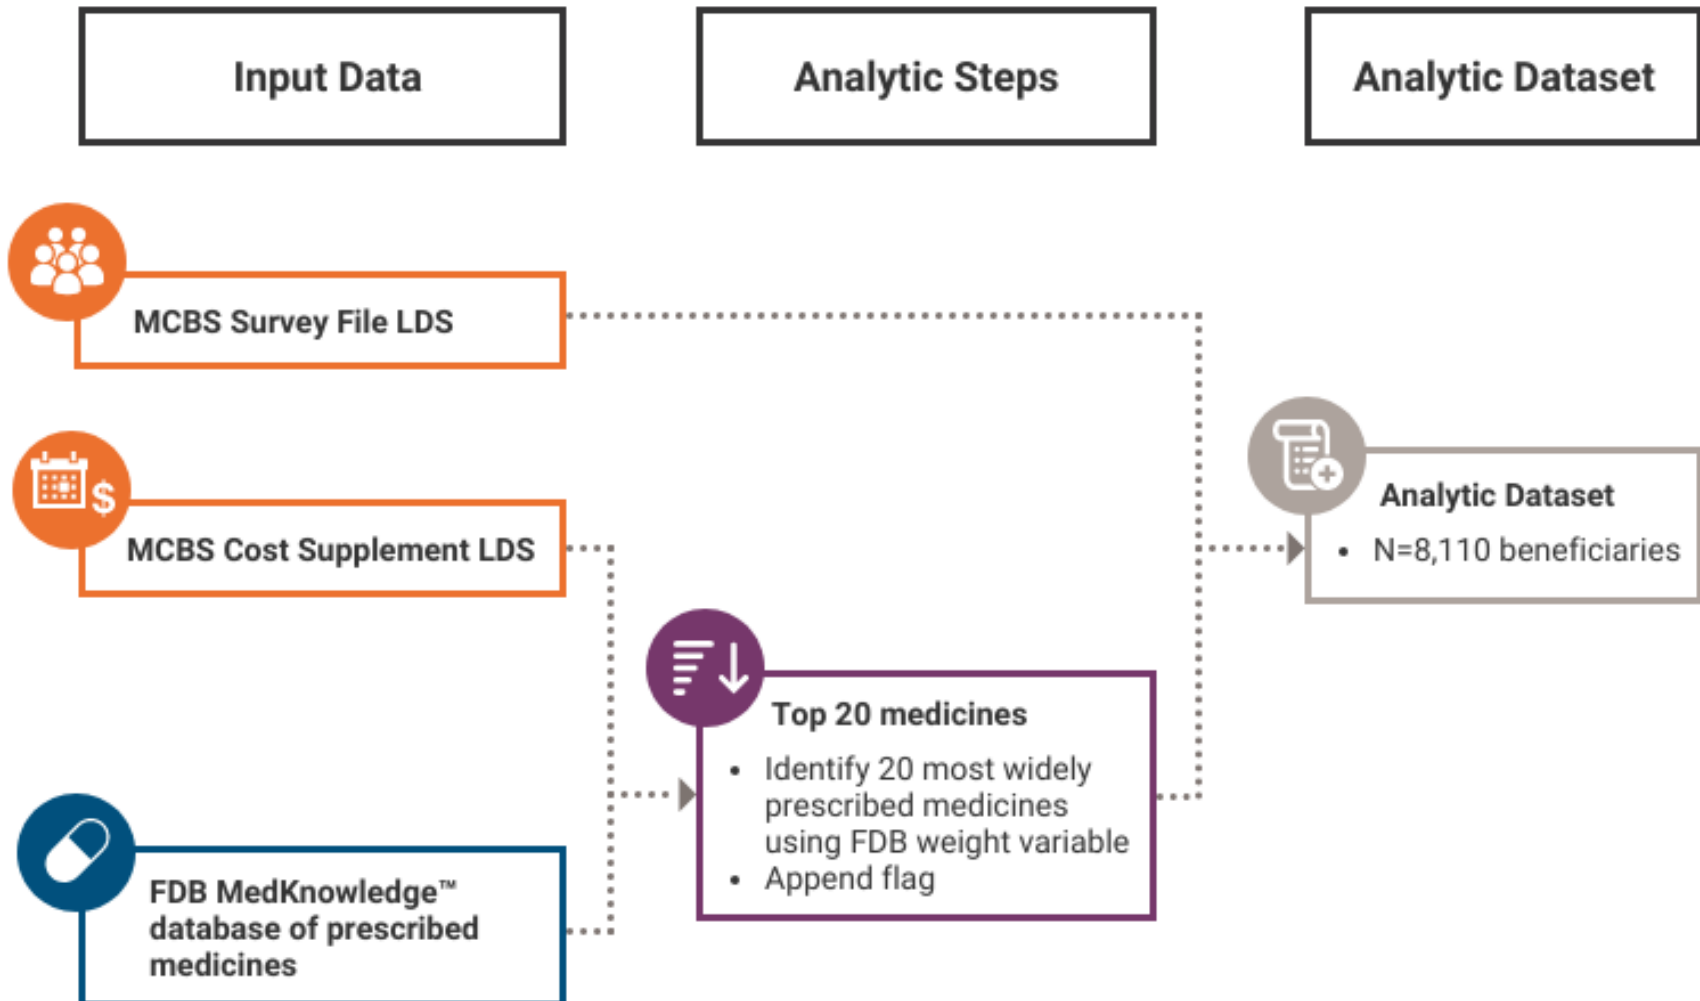 Input Data
Analytic Steps
Analytic Dataset
MCBS Survey File LDS
$
MCBS Cost Supplement LDS
Analytic Dataset
• N=8,110 beneficiaries
Top 20 medicines
• Identify 20 most widely
prescribed medicines
using FDB weight variable
• Append flag
FDB MedKnowledge™
database of prescribed
medicines